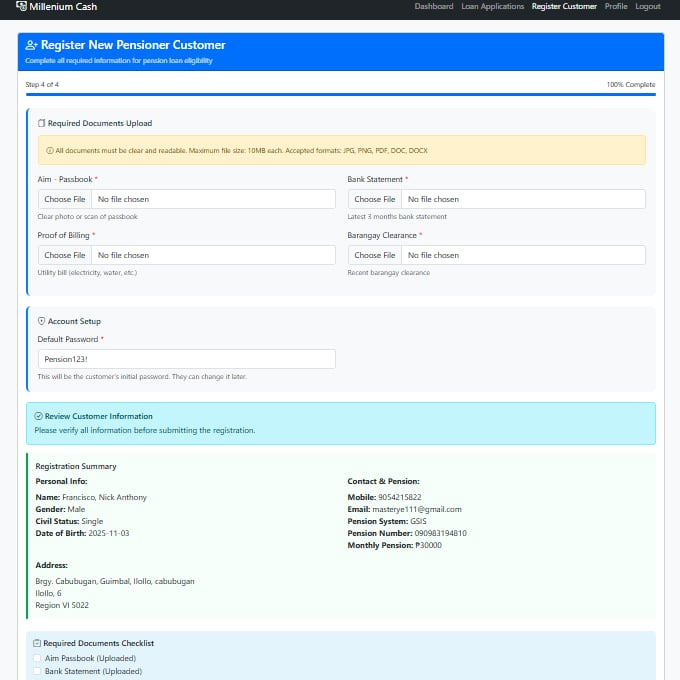 Millenium Cash
Dashboard Loan Applications Register Customer Profile Logout
Register New Pensioner Customer
Complete all required information for pension loan eligibility
Step 4 of 4 100% Complete
Required Documents Upload
All documents must be clear and readable. Maximum file size: 10MB each. Accepted formats: JPG, PNG, PDF, DOC, DOCX
Aim - Passbook * Bank Statement *
Choose File No file chosen Choose File No file chosen
Clear photo or scan of passbook Latest 3 months bank statement
Proof of Billing * Barangay Clearance *
Choose File No file chosen Choose File No file chosen
Utility bill (electricity, water, etc.) Recent barangay clearance
Account Setup
Default Password *
Pension123!
This will be the customer's initial password. They can change it later.
Review Customer Information
Please verify all information before submitting the registration.
Registration Summary
Personal Info:
Name: Francisco, Nick Anthony
Gender: Male
Civil Status: Single
Date of Birth: 2025-11-03
Contact & Pension:
Mobile: 9054215822
Email: masterye111@gmail.com
Pension System: GSIS
Pension Number: 090983194810
Monthly Pension: ₱30000
Address:
Brgy. Cabubugan, Guimbal, Ilollo, cabubugan
Ilollo, 6
Region VI 5022
Required Documents Checklist
Aim Passbook (Uploaded)
Bank Statement (Uploaded)